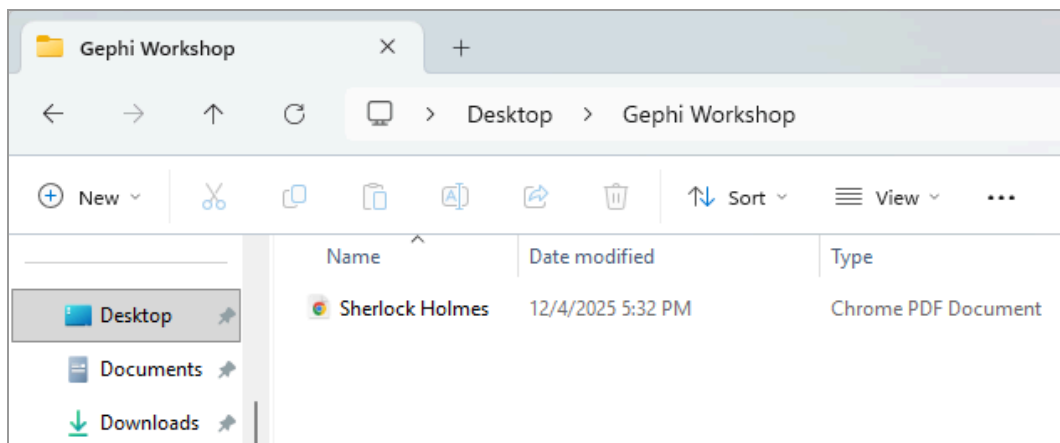 Gephi Workshop
Desktop > Gephi Workshop
New Sort View ...
Name Date modified Type
Sherlock Holmes 12/4/2025 5:32 PM Chrome PDF Document
Desktop
Documents
Downloads